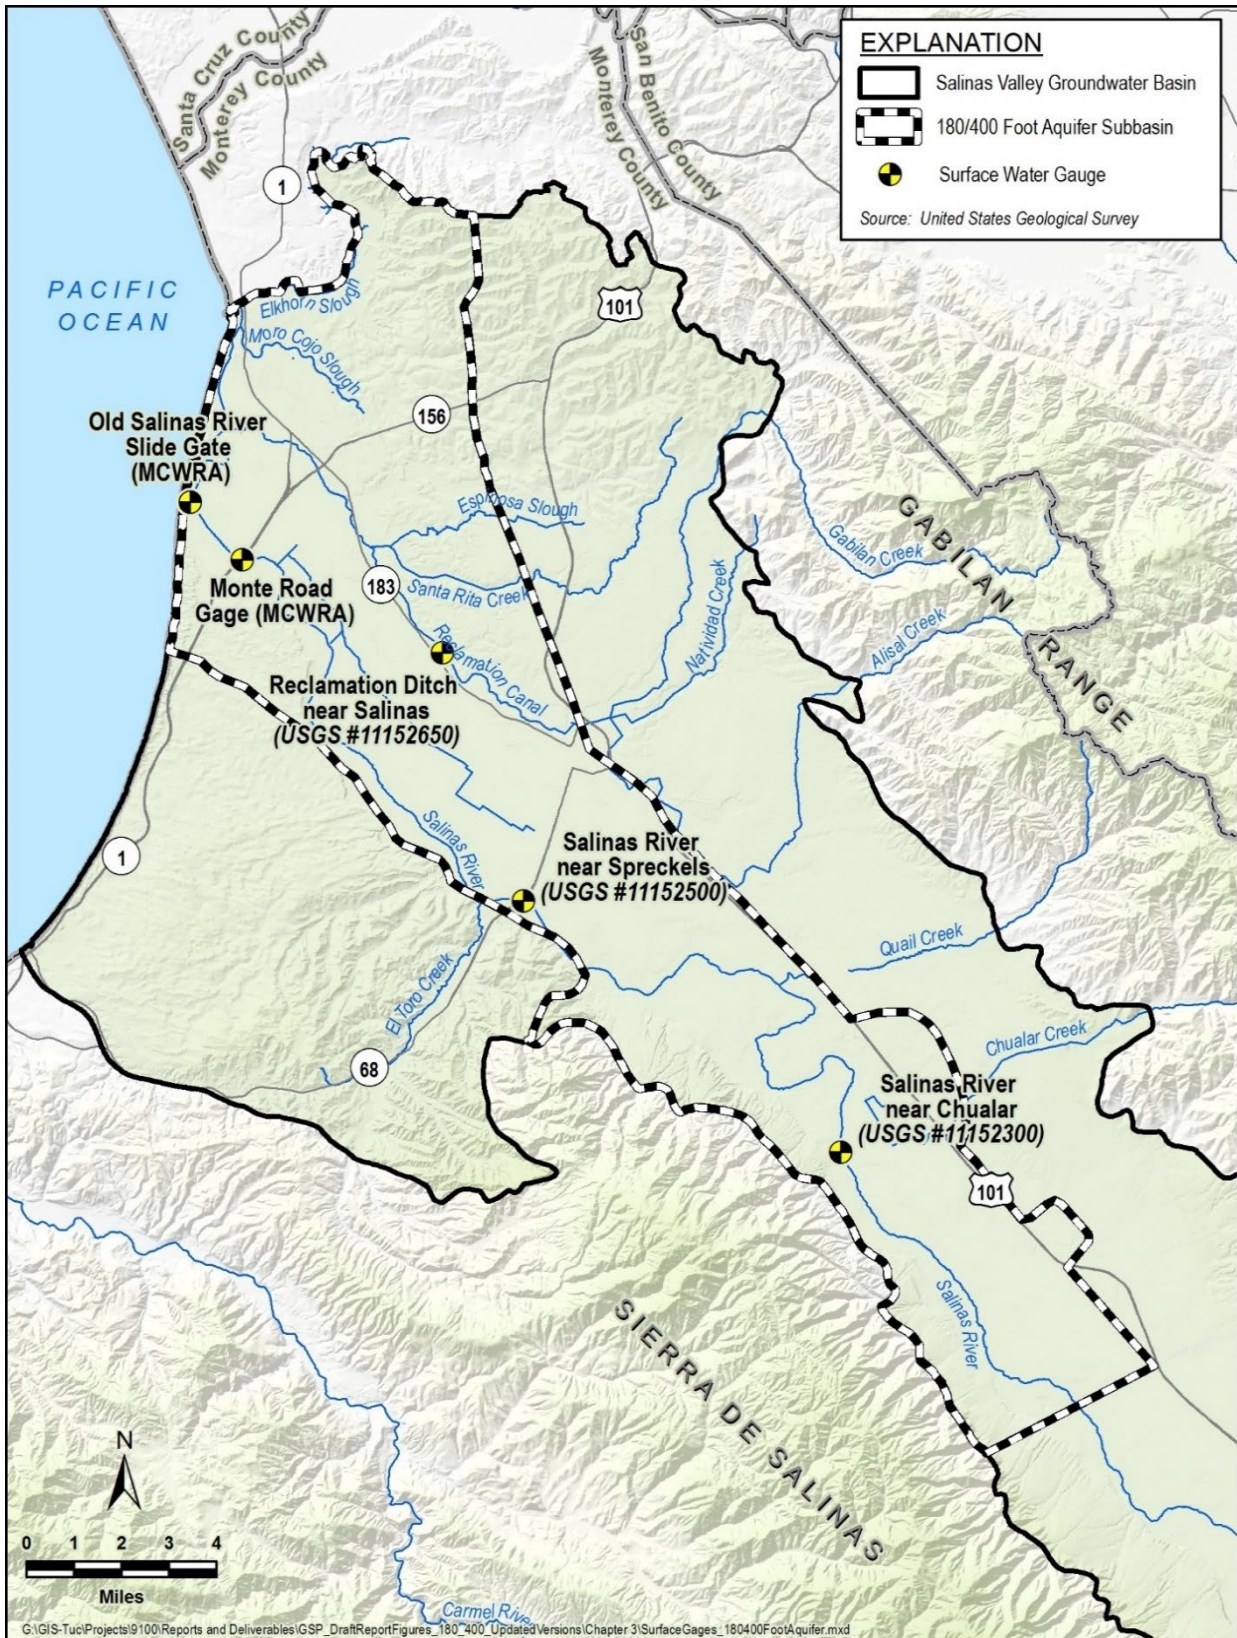 Santa Cruz County
Monterey County
San Benito County
Monterey County
EXPLANATION
Salinas Valley Groundwater Basin
180/400 Foot Aquifer Subbasin
Surface Water Gauge
Source: United States Geological Survey
1
PACIFIC
OCEAN
Elkhorn Slough
Moro Cojo Slough
101
156
Old Salinas River
Slide Gate
(MCWRA)
Espinosa Slough
GABILAN RANGE
Gabilan Creek
Monte Road
Gage (MCWRA)
183
Santa Rita Creek
Natividad Creek
Alisal Creek
Reclamation Canal
Reclamation Ditch
near Salinas
(USGS #11152650)
Salinas River
Salinas River
near Spreckels
(USGS #11152500)
1
Quail Creek
El Toro Creek
68
Chualar Creek
Salinas River
near Chualar
(USGS #11152300)
101
Salinas River
SIERRA DE SALINAS
N
0 1 2 3 4
Miles
Carmel River
G:\GIS-Tuc\Projects\9100\Reports and Deliverables\GSP_DraftReportFigures_180_400_UpdatedVersions\Chapter 3\SurfaceGages_180400FootAquifer.mxd